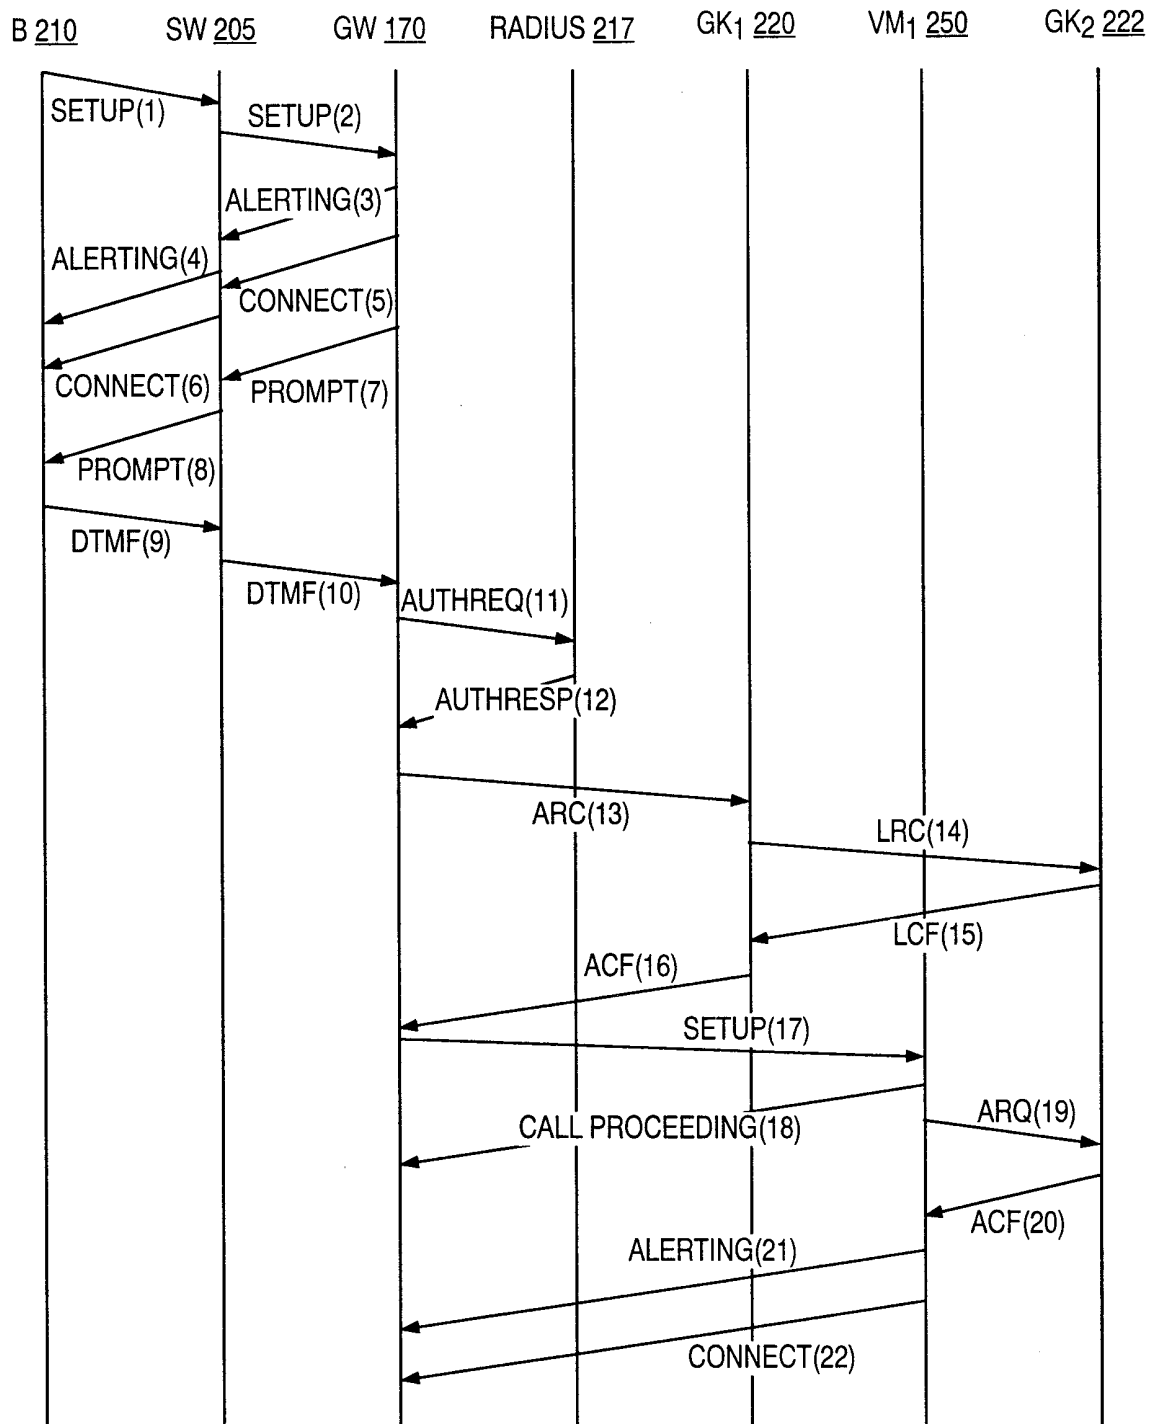 B 210 SW 205 GW 170 RADIUS 217 GK1 220 VM1 250 GK2 222
SETUP(1)
SETUP(2)
ALERTING(3)
ALERTING(4)
CONNECT(5)
CONNECT(6)
PROMPT(7)
PROMPT(8)
DTMF(9)
DTMF(10)
AUTHREQ(11)
AUTHRESP(12)
ARC(13)
LRC(14)
LCF(15)
ACF(16)
SETUP(17)
CALL PROCEEDING(18)
ARQ(19)
ACF(20)
ALERTING(21)
CONNECT(22)